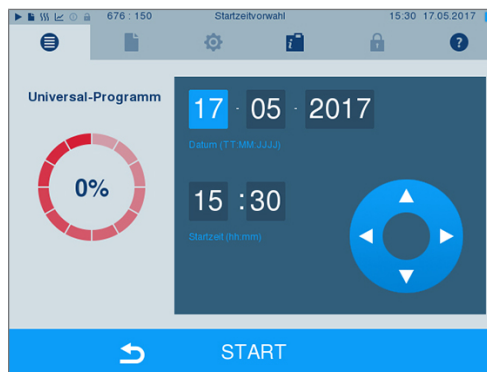 676 : 150 Startzeitvorwahl 15:30 17.05.2017
i ?
Universal-Programm
17 . 05 . 2017
Datum (TT:MM:JJJJ)
0%
15 : 30
Startzeit (hh:mm)
START